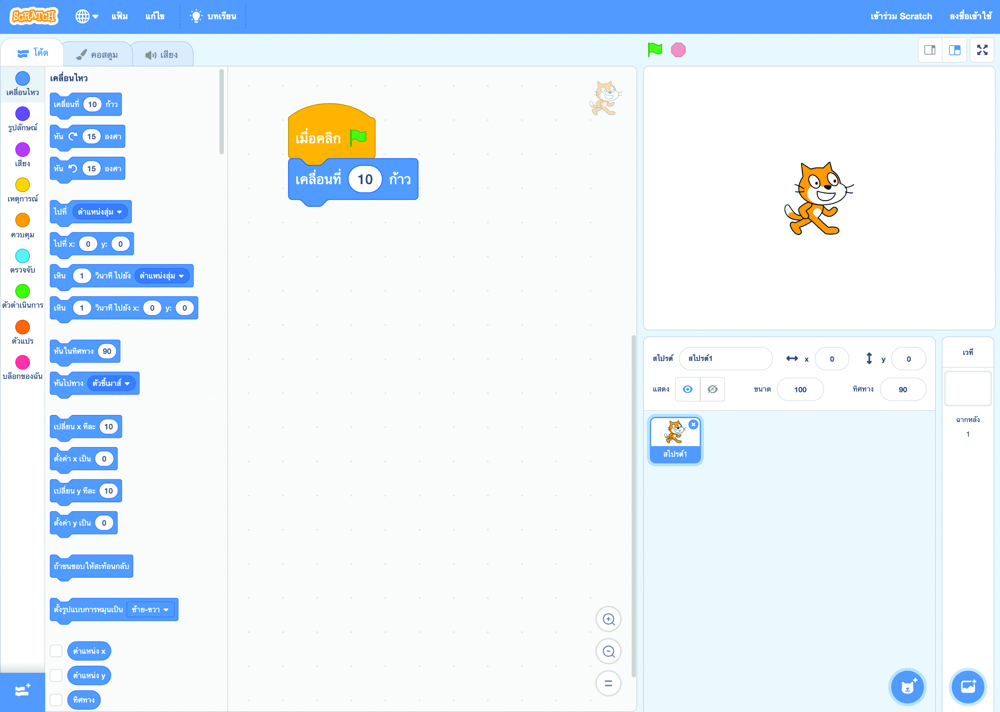 SCRATCH
แฟ้ม
แก้ไข
บทเรียน
เข้าร่วม Scratch
ลงชื่อเข้าใช้
โค้ด
คอสตูม
เสียง
เคลื่อนไหว
รูปลักษณ์
เสียง
เหตุการณ์
ควบคุม
ตรวจจับ
ตัวดำเนินการ
ตัวแปร
บล็อกของฉัน
เคลื่อนไหว
เคลื่อนที่ 10 ก้าว
หัน 15 องศา
หัน 15 องศา
ไปที่ ตำแหน่งสุ่ม
ไปที่ x: 0 y: 0
เหิน 1 วินาที ไปยัง ตำแหน่งสุ่ม
เหิน 1 วินาที ไปยัง x: 0 y: 0
หันในทิศทาง 90
หันไปทาง ตัวชี้เมาส์
เปลี่ยน x ทีละ 10
ตั้งค่า x เป็น 0
เปลี่ยน y ทีละ 10
ตั้งค่า y เป็น 0
ถ้าชนขอบ ให้สะท้อนกลับ
ตั้งรูปแบบการหมุนเป็น ซ้าย-ขวา
ตำแหน่ง x
ตำแหน่ง y
ทิศทาง
เมื่อคลิก
เคลื่อนที่ 10 ก้าว
สไปรต์ สไปรต์1 x 0 y 0
แสดง ขนาด 100 ทิศทาง 90
สไปรต์1
เวที
ฉากหลัง
1